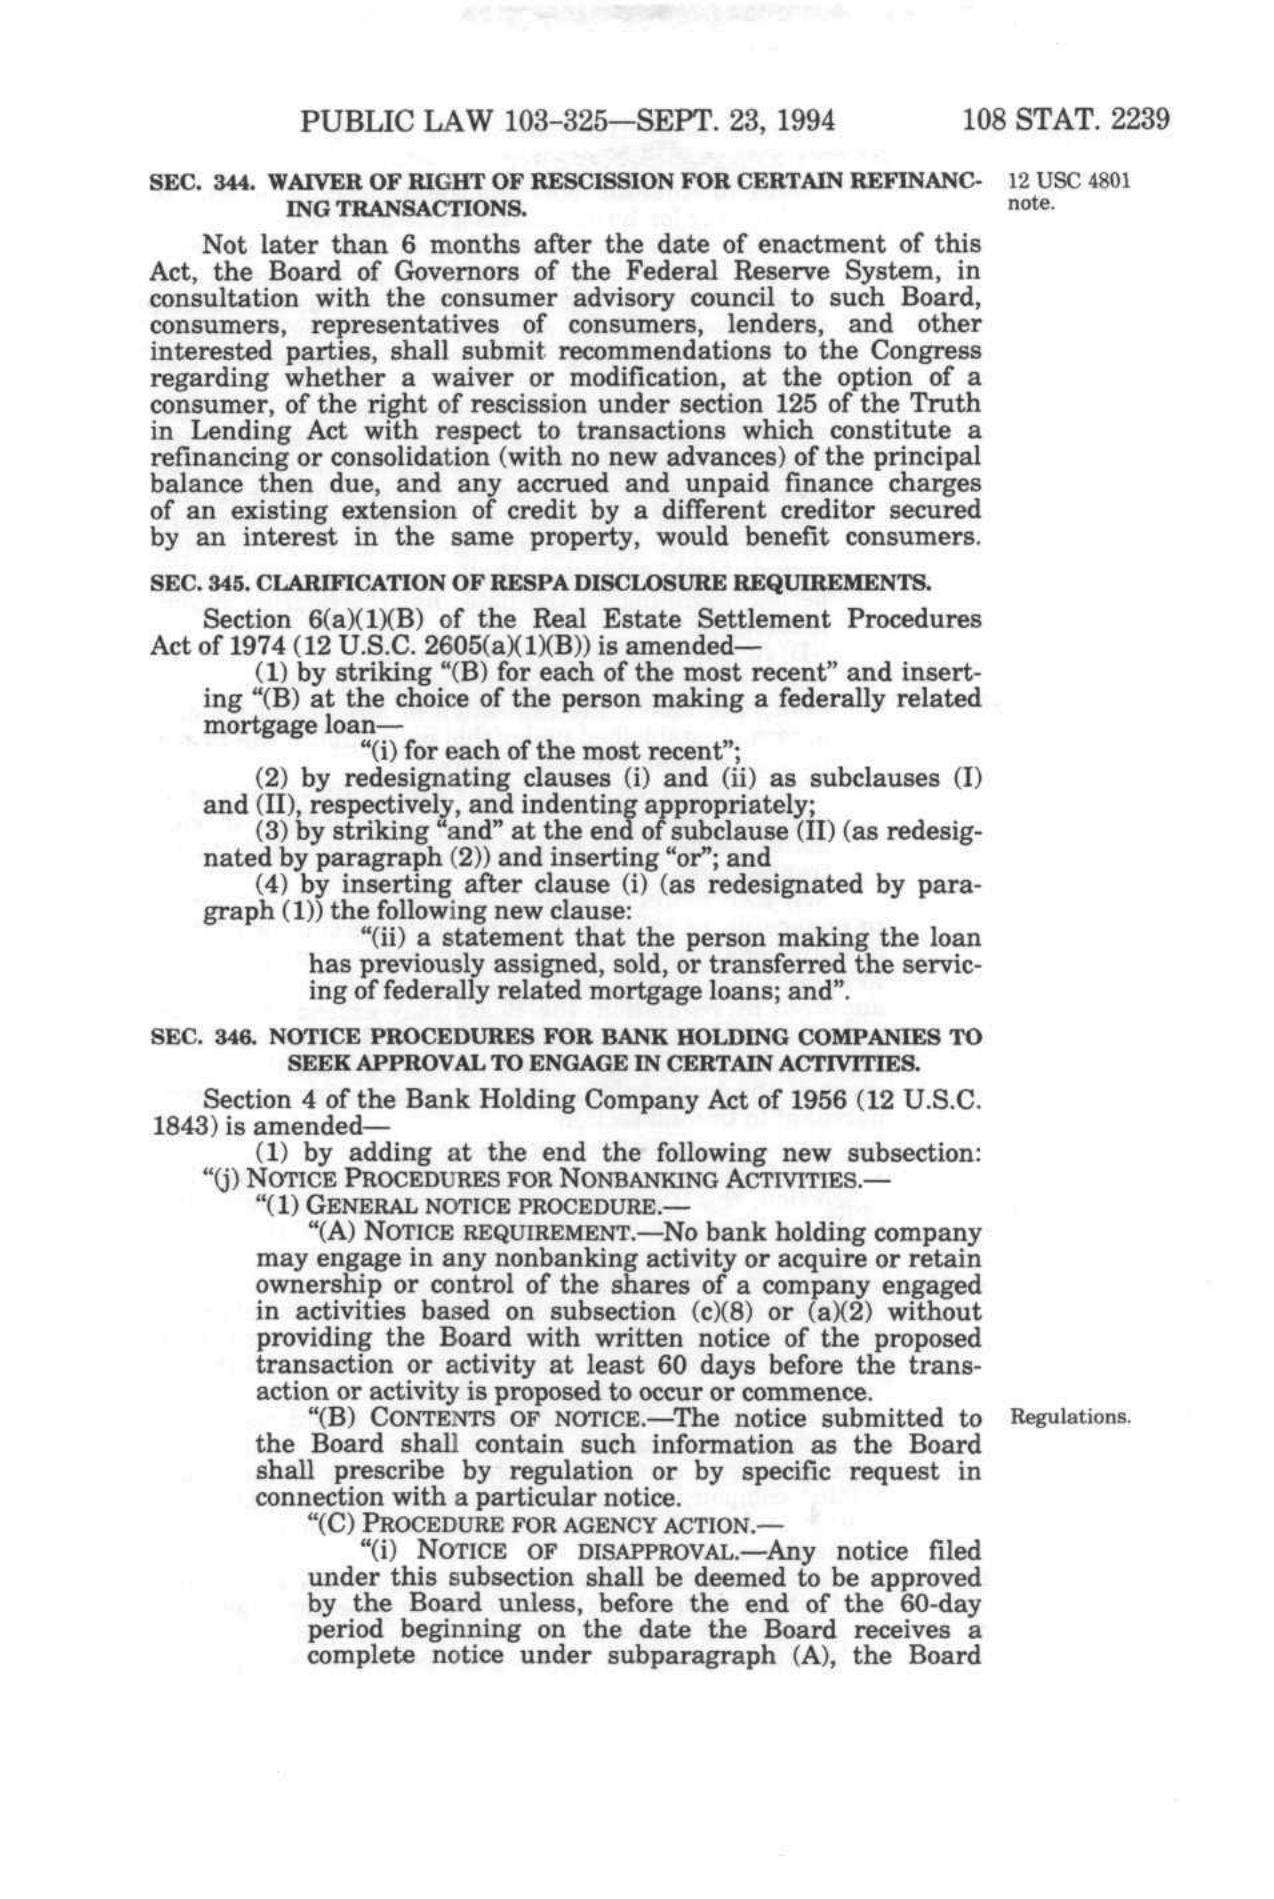 PUBLIC LAW 103–325—SEPT. 23, 1994 108 STAT. 2239
SEC. 344. WAIVER OF RIGHT OF RESCISSION FOR CERTAIN REFINANC- 12 USC 4801
ING TRANSACTIONS. note.
Not later than 6 months after the date of enactment of this
Act, the Board of Governors of the Federal Reserve System, in
consultation with the consumer advisory council to such Board,
consumers, representatives of consumers, lenders, and other
interested parties, shall submit recommendations to the Congress
regarding whether a waiver or modification, at the option of a
consumer, of the right of rescission under section 125 of the Truth
in Lending Act with respect to transactions which constitute a
refinancing or consolidation (with no new advances) of the principal
balance then due, and any accrued and unpaid finance charges
of an existing extension of credit by a different creditor secured
by an interest in the same property, would benefit consumers.
SEC. 345. CLARIFICATION OF RESPA DISCLOSURE REQUIREMENTS.
Section 6(a)(1)(B) of the Real Estate Settlement Procedures
Act of 1974 (12 U.S.C. 2605(a)(1)(B)) is amended—
(1) by striking “(B) for each of the most recent” and insert-
ing “(B) at the choice of the person making a federally related
mortgage loan—
“(i) for each of the most recent”;
(2) by redesignating clauses (i) and (ii) as subclauses (I)
and (II), respectively, and indenting appropriately;
(3) by striking “and” at the end of subclause (II) (as redesig-
nated by paragraph (2)) and inserting “or”; and
(4) by inserting after clause (i) (as redesignated by para-
graph (1)) the following new clause:
“(ii) a statement that the person making the loan
has previously assigned, sold, or transferred the servic-
ing of federally related mortgage loans; and”.
SEC. 346. NOTICE PROCEDURES FOR BANK HOLDING COMPANIES TO
SEEK APPROVAL TO ENGAGE IN CERTAIN ACTIVITIES.
Section 4 of the Bank Holding Company Act of 1956 (12 U.S.C.
1843) is amended—
(1) by adding at the end the following new subsection:
“(j) NOTICE PROCEDURES FOR NONBANKING ACTIVITIES.—
“(1) GENERAL NOTICE PROCEDURE.—
“(A) NOTICE REQUIREMENT.—No bank holding company
may engage in any nonbanking activity or acquire or retain
ownership or control of the shares of a company engaged
in activities based on subsection (c)(8) or (a)(2) without
providing the Board with written notice of the proposed
transaction or activity at least 60 days before the trans-
action or activity is proposed to occur or commence.
“(B) CONTENTS OF NOTICE.—The notice submitted to Regulations.
the Board shall contain such information as the Board
shall prescribe by regulation or by specific request in
connection with a particular notice.
“(C) PROCEDURE FOR AGENCY ACTION.—
“(i) NOTICE OF DISAPPROVAL.—Any notice filed
under this subsection shall be deemed to be approved
by the Board unless, before the end of the 60-day
period beginning on the date the Board receives a
complete notice under subparagraph (A), the Board